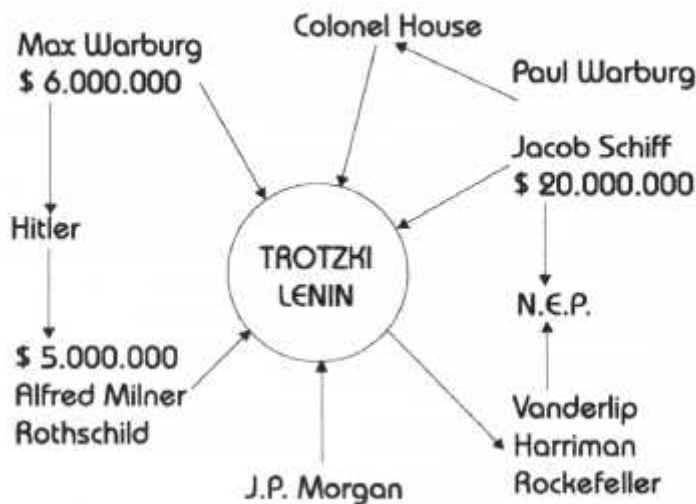 Colonel House
Max Warburg
$ 6.000.000
Paul Warburg
Jacob Schiff
$ 20.000.000
Hitler
TROTZKI
LENIN
N.E.P.
$ 5.000.000
Alfred Milner
Rothschild
Vanderlip
Harriman
Rockefeller
J.P. Morgan